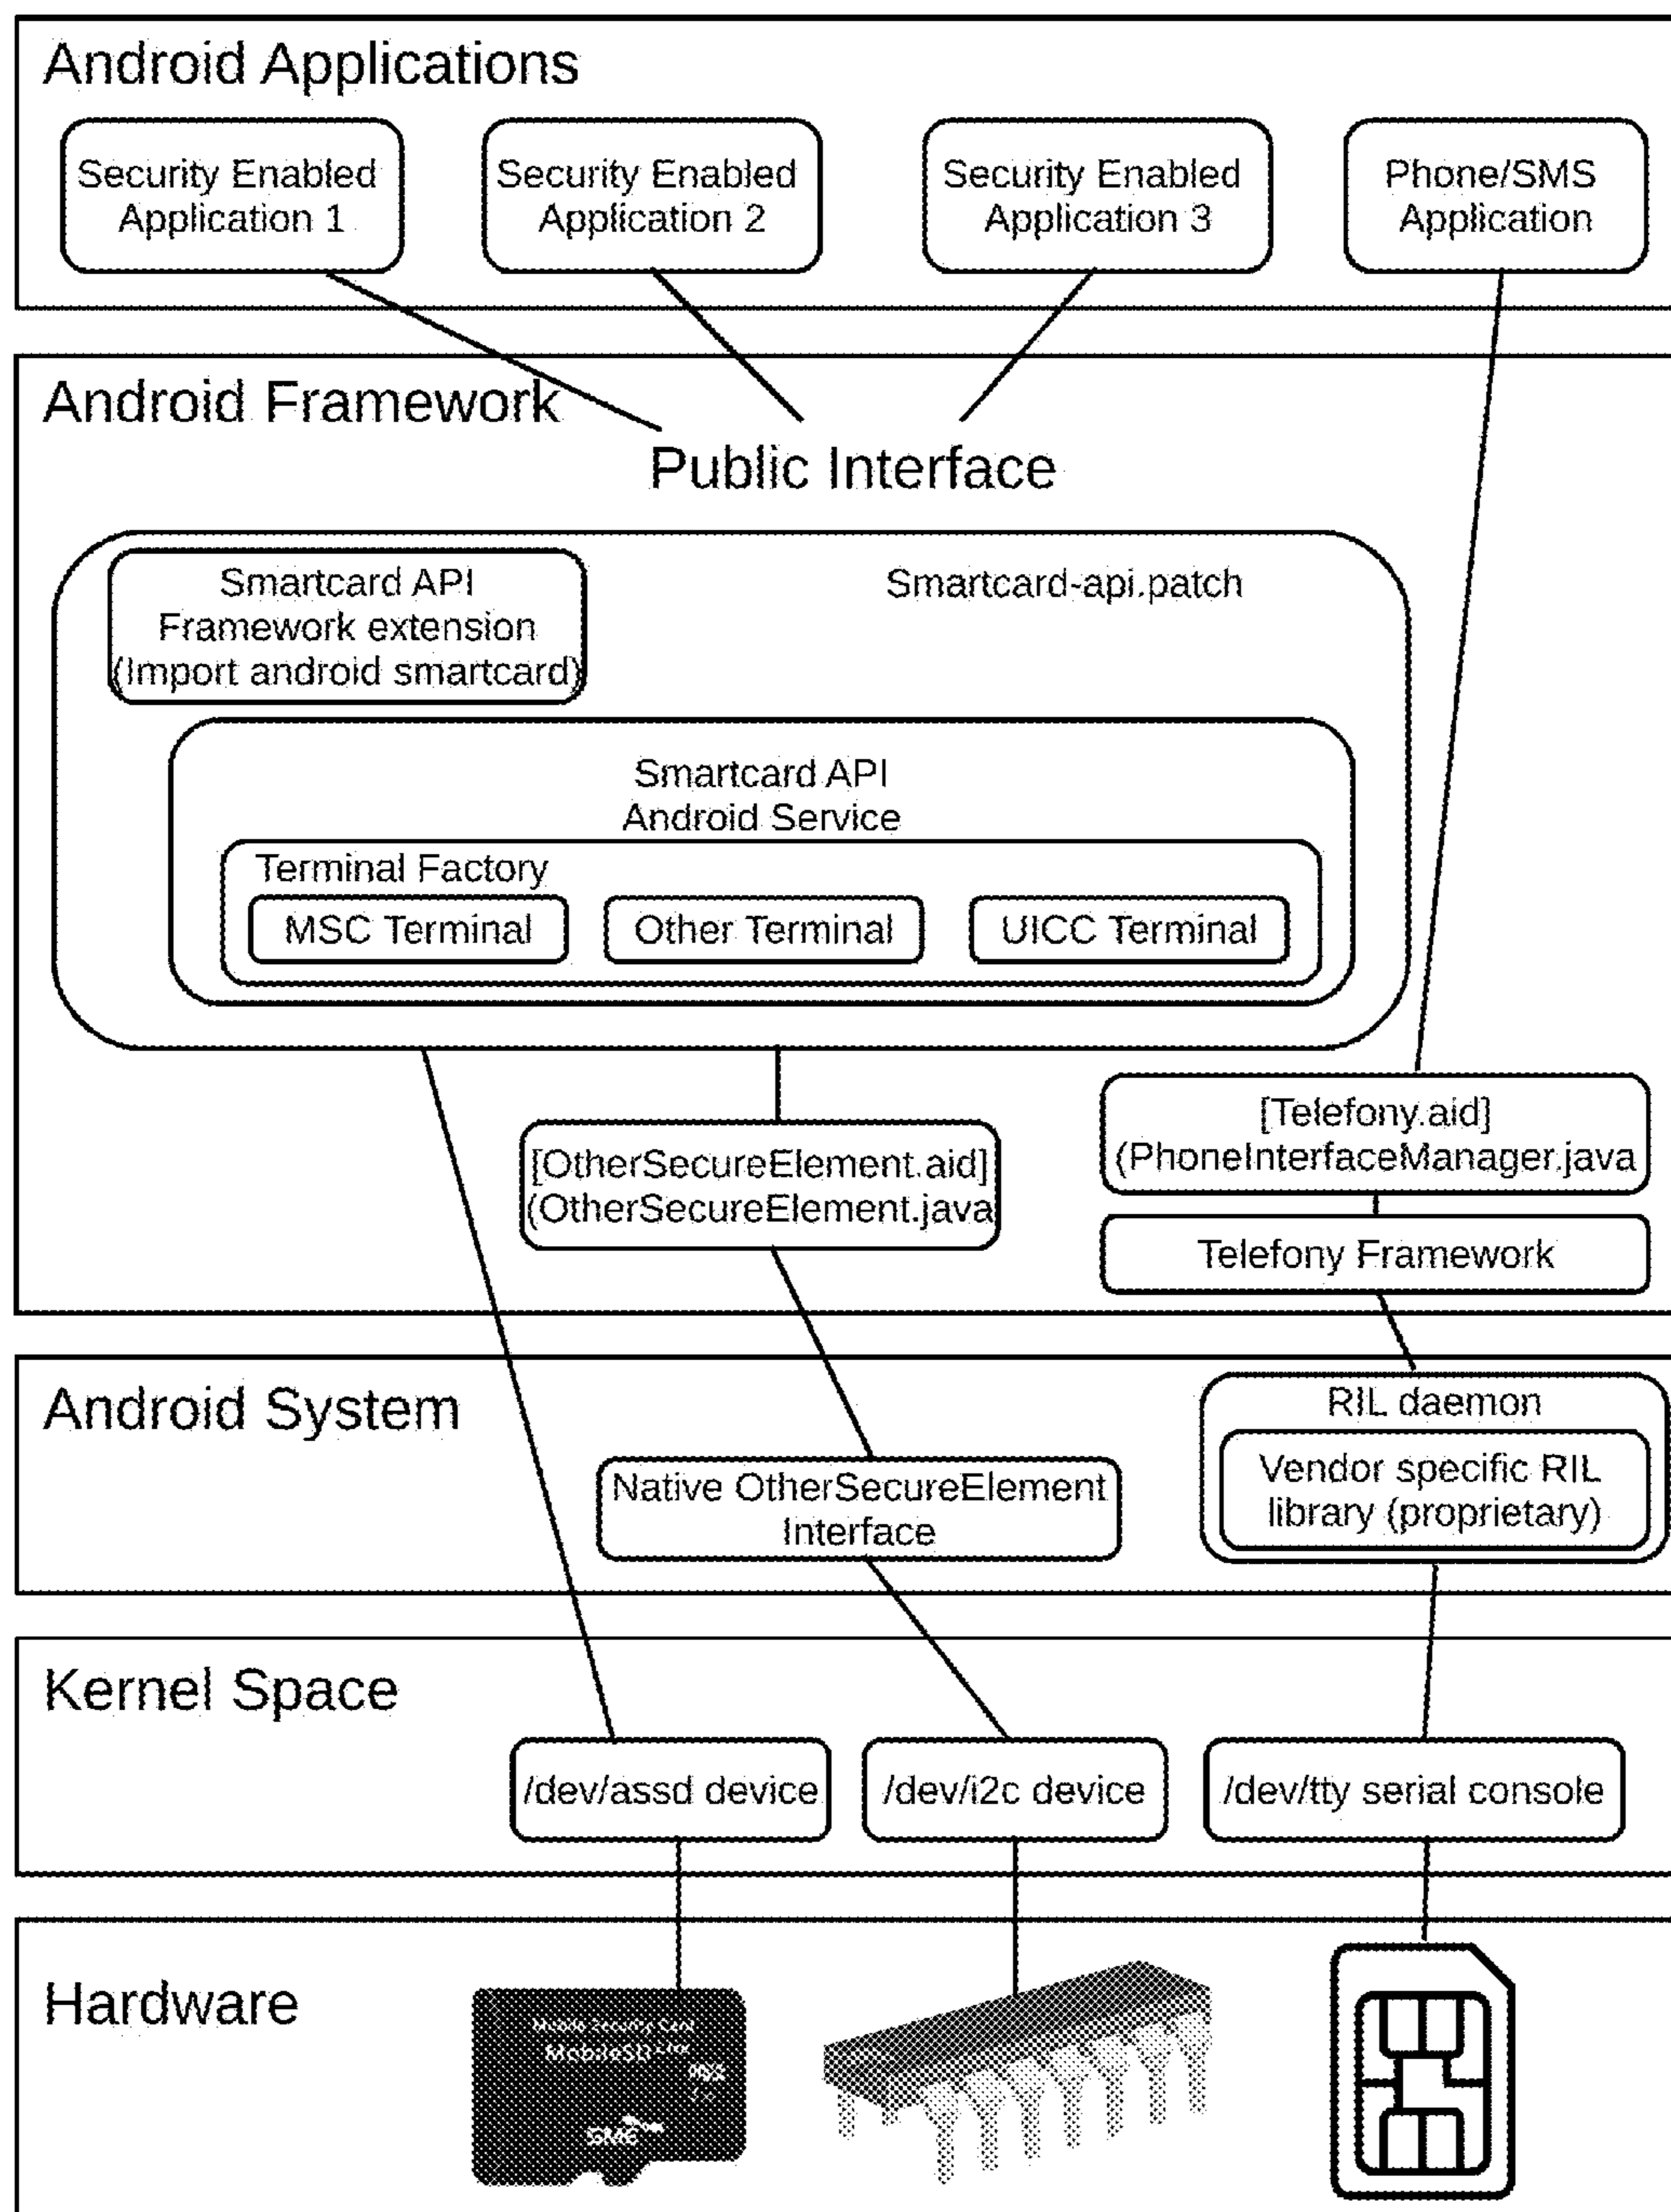 Android Applications
Security Enabled
Application 1
Security Enabled
Application 2
Security Enabled
Application 3
Phone/SMS
Application
Android Framework
Public Interface
Smartcard API
Framework extension
(Import android smartcard)
Smartcard-api.patch
Smartcard API
Android Service
Terminal Factory
MSC Terminal
Other Terminal
UICC Terminal
[OtherSecureElement.aid]
(OtherSecureElement.java
[Telefony.aid]
(PhoneInterfaceManager.java
Telefony Framework
Android System
RIL daemon
Vendor specific RIL
library (proprietary)
Native OtherSecureElement
Interface
Kernel Space
/dev/assd device
/dev/i2c device
/dev/tty serial console
Hardware
Mobile Security Card